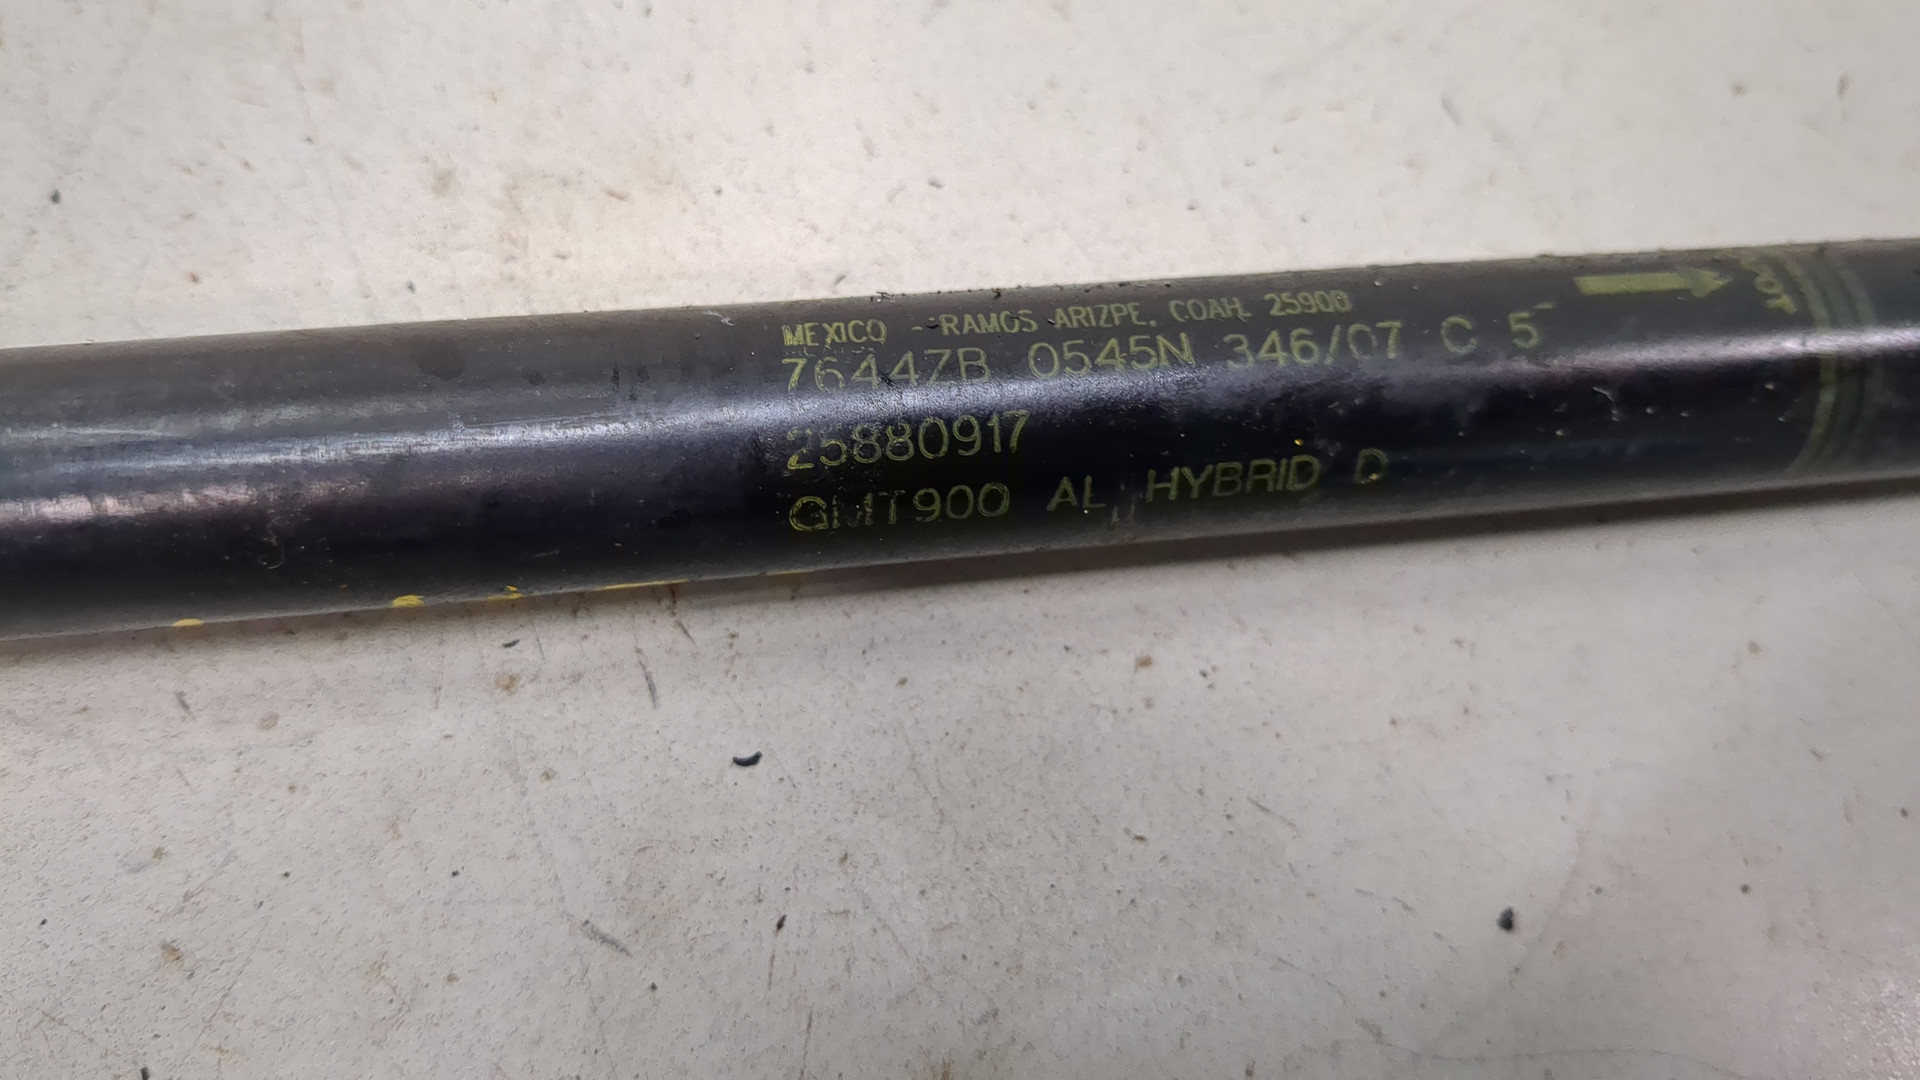 MEXICO - RAMOS ARIZPE, COAH. 25900
7644ZB 0545N 346/07 C 5
25880917
GMT900 AL HYBRID D